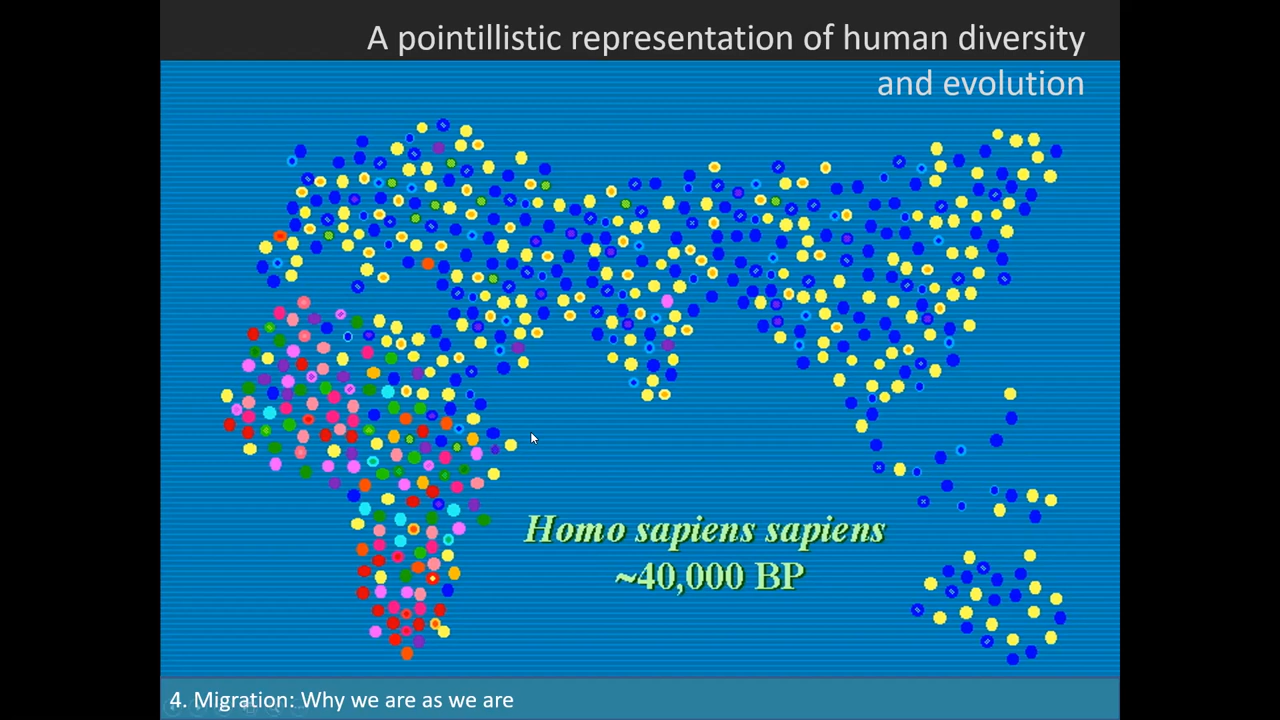 A pointillistic representation of human diversity
and evolution
Homo sapiens sapiens
~40,000 BP
4. Migration: Why we are as we are